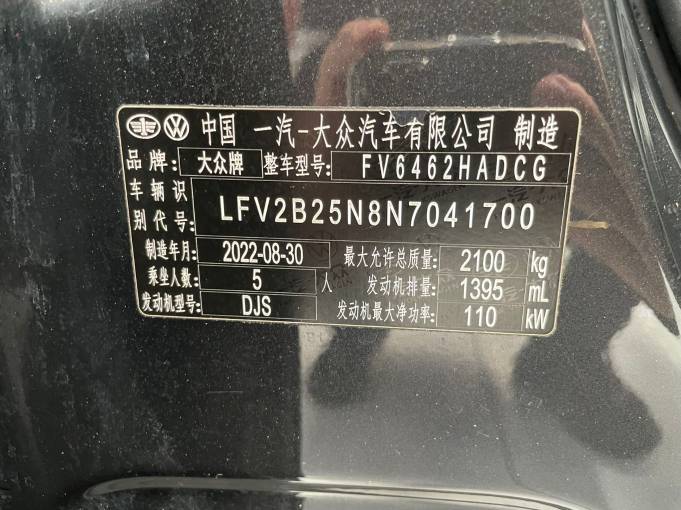 中国 一汽-大众汽车有限公司 制造
品牌: 大众牌 整车型号: FV6462HADCG
车辆识别代号: LFV2B25N8N7041700
制造年月: 2022-08-30 最大允许总质量: 2100 kg
乘坐人数: 5 人 发动机排量: 1395 mL
发动机型号: DJS 发动机最大净功率: 110 kW